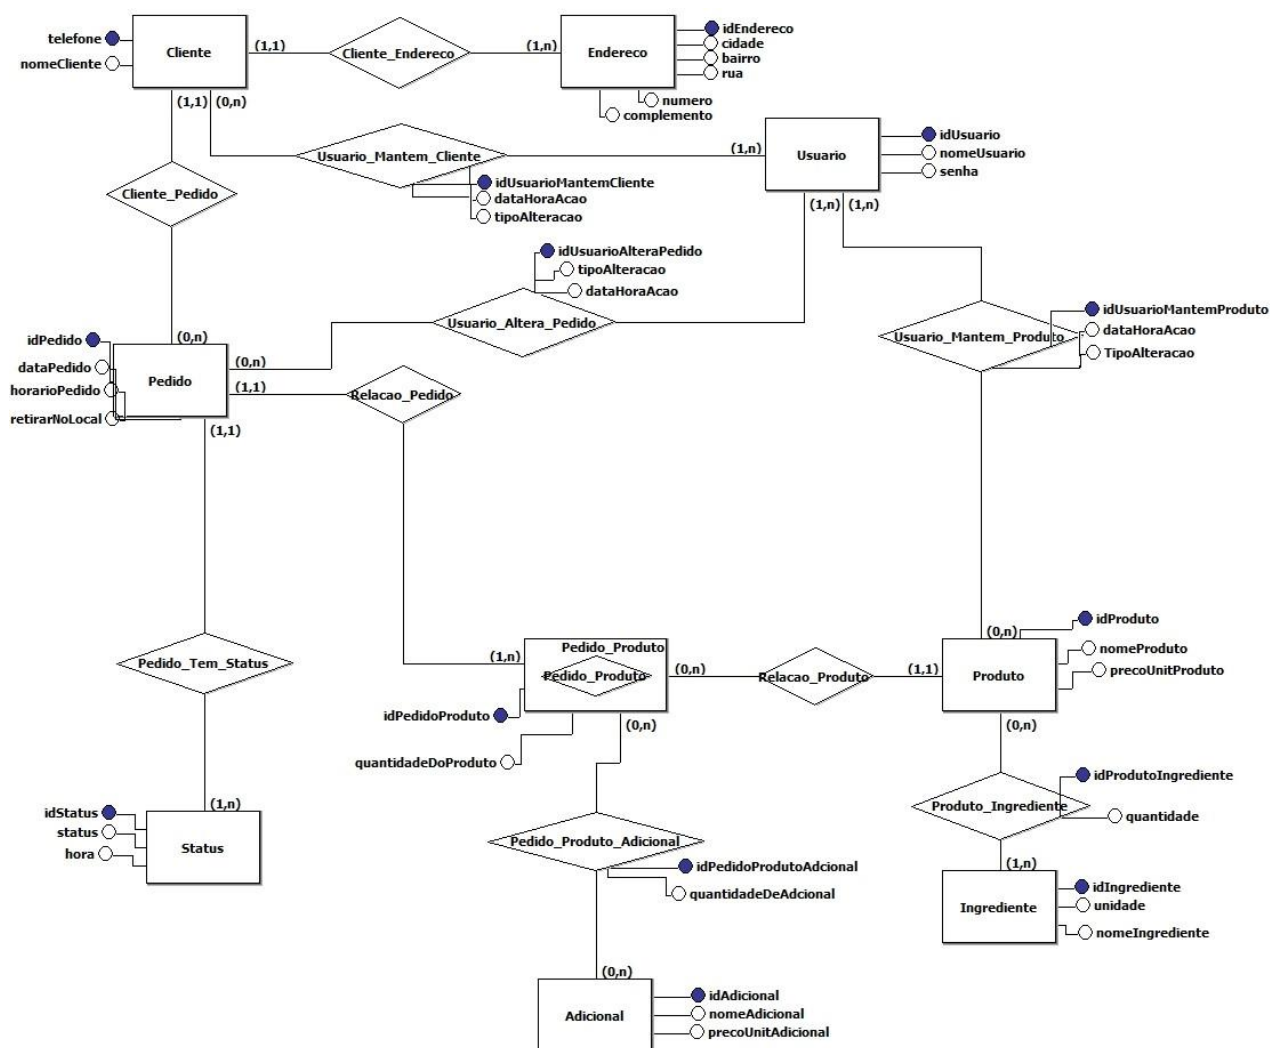 telefone
nomeCliente
Cliente
(1,1)
Cliente_Endereco
(1,n)
Endereco
idEndereco
cidade
bairro
rua
numero
complemento
(1,1)
(0,n)
Usuario_Mantem_Cliente
(1,n)
Usuario
idUsuario
nomeUsuario
senha
idUsuarioMantemCliente
dataHoraAcao
tipoAlteracao
Cliente_Pedido
(1,n)
(1,n)
idUsuarioAlteraPedido
tipoAlteracao
dataHoraAcao
Usuario_Altera_Pedido
Usuario_Mantem_Produto
idUsuarioMantemProduto
dataHoraAcao
TipoAlteracao
(0,n)
idPedido
dataPedido
horarioPedido
retirarNoLocal
Pedido
(0,n)
(1,1)
Relacao_Pedido
(1,1)
Pedido_Tem_Status
(1,n)
Pedido_Produto
Pedido_Produto
(0,n)
Relacao_Produto
(1,1)
(0,n)
Produto
idProduto
nomeProduto
precoUnitProduto
idPedidoProduto
quantidadeDoProduto
(0,n)
(0,n)
Produto_Ingrediente
idProdutoIngrediente
quantidade
(1,n)
idStatus
status
hora
Status
Pedido_Produto_Adicional
idPedidoProdutoAdcional
quantidadeDeAdcional
(1,n)
Ingrediente
idIngrediente
unidade
nomeIngrediente
(0,n)
Adicional
idAdicional
nomeAdicional
precoUnitAdicional